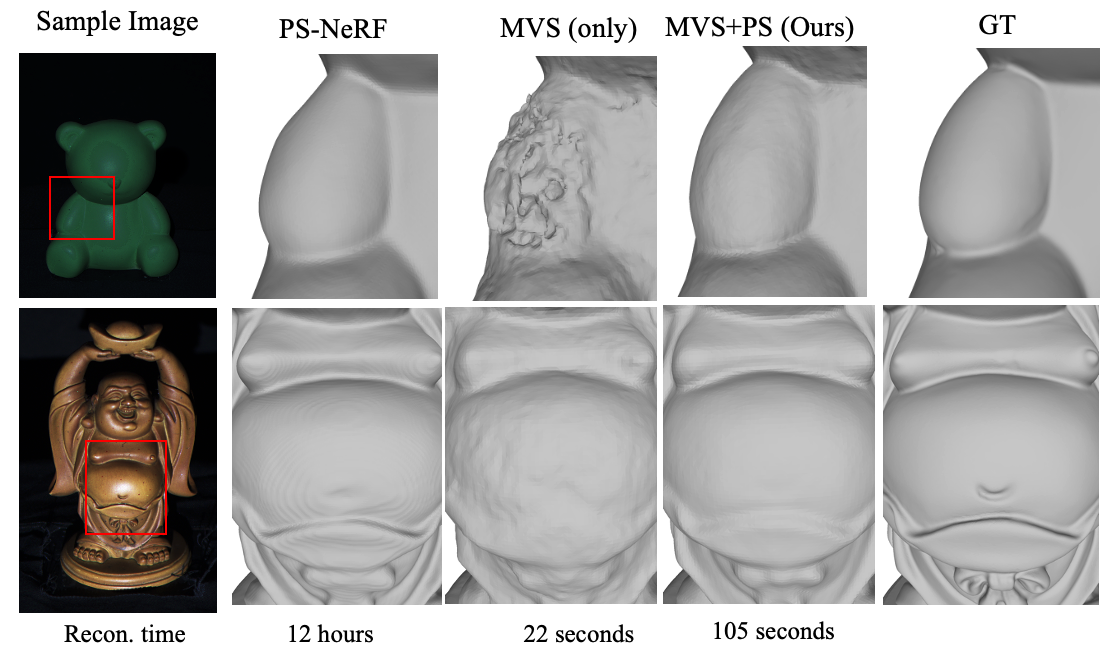 Sample Image
PS-NeRF
MVS (only)
MVS+PS (Ours)
GT
Recon. time
12 hours
22 seconds
105 seconds